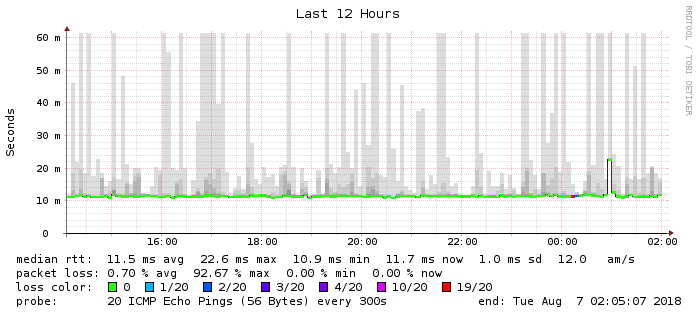 Last 12 Hours
RRDTOOL / TOBI OETIKER
Seconds
60 m
50 m
40 m
30 m
20 m
10 m
0
16:00 18:00 20:00 22:00 00:00 02:00
median rtt: 11.5 ms avg 22.6 ms max 10.9 ms min 11.7 ms now 1.0 ms sd 12.0 am/s
packet loss: 0.70 % avg 92.67 % max 0.00 % min 0.00 % now
loss color: 0 1/20 2/20 3/20 4/20 10/20 19/20
probe: 20 ICMP Echo Pings (56 Bytes) every 300s end: Tue Aug 7 02:05:07 2018